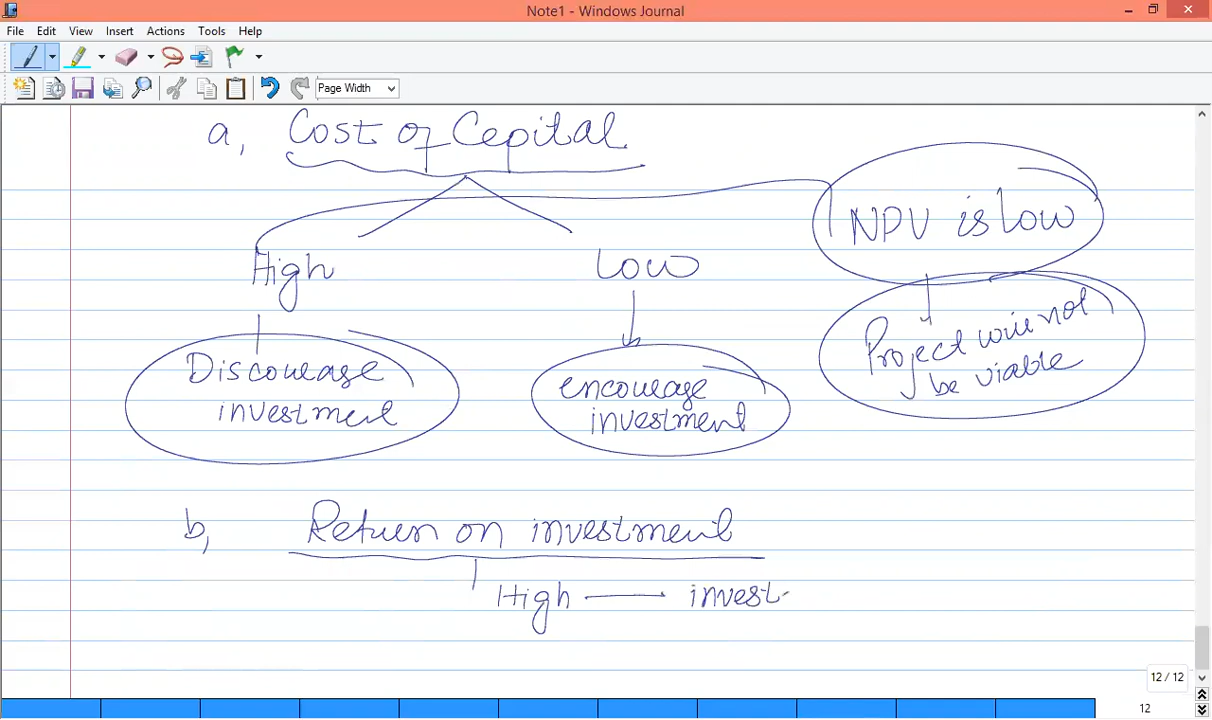 Note1 - Windows Journal
File Edit View Insert Actions Tools Help
Page Width
a, Cost of Cepital
NPV is low
High
Low
Project will not
be viable
Discourage
investment
encourage
investment
b, Return on investment
High — invest
12 / 12
12